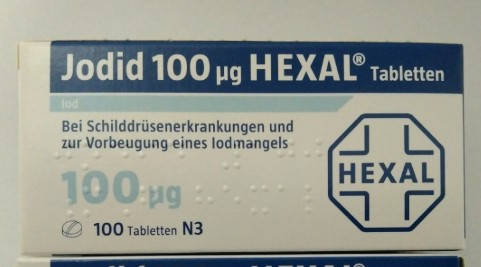 Jodid 100 µg HEXAL® Tabletten
Iod
Bei Schilddrüsenerkrankungen und
zur Vorbeugung eines Iodmangels
HEXAL
100 µg
100 Tabletten N3